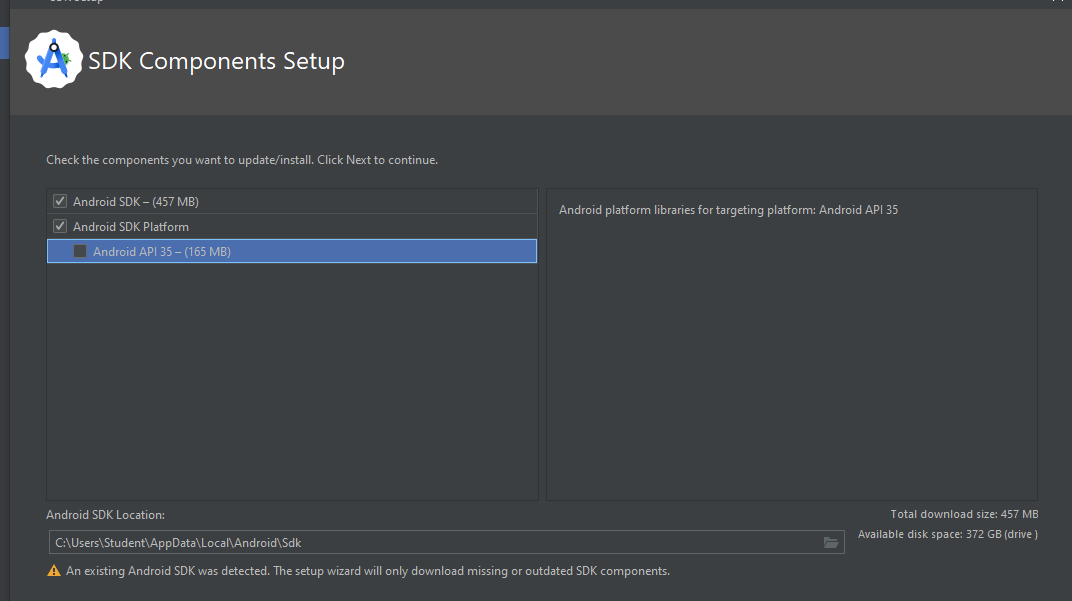 SDK Setup
SDK Components Setup
Check the components you want to update/install. Click Next to continue.
Android SDK – (457 MB)
Android SDK Platform
Android API 35 – (165 MB)
Android platform libraries for targeting platform: Android API 35
Android SDK Location:
C:\Users\Student\AppData\Local\Android\Sdk
Total download size: 457 MB
Available disk space: 372 GB (drive )
An existing Android SDK was detected. The setup wizard will only download missing or outdated SDK components.